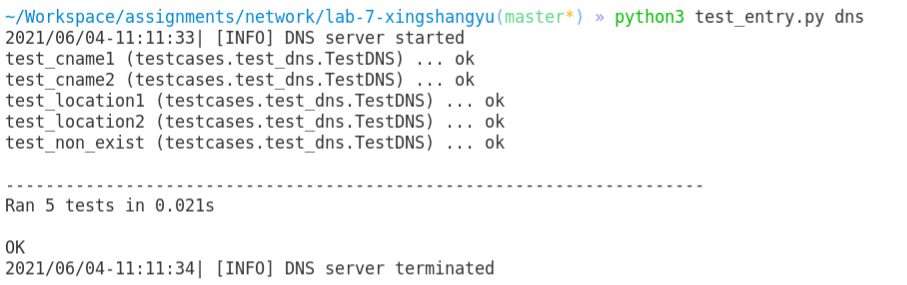 ~/Workspace/assignments/network/lab-7-xingshangyu(master*) » python3 test_entry.py dns
2021/06/04-11:11:33| [INFO] DNS server started
test_cname1 (testcases.test_dns.TestDNS) ... ok
test_cname2 (testcases.test_dns.TestDNS) ... ok
test_location1 (testcases.test_dns.TestDNS) ... ok
test_location2 (testcases.test_dns.TestDNS) ... ok
test_non_exist (testcases.test_dns.TestDNS) ... ok
----------------------------------------------------------------------
Ran 5 tests in 0.021s
OK
2021/06/04-11:11:34| [INFO] DNS server terminated